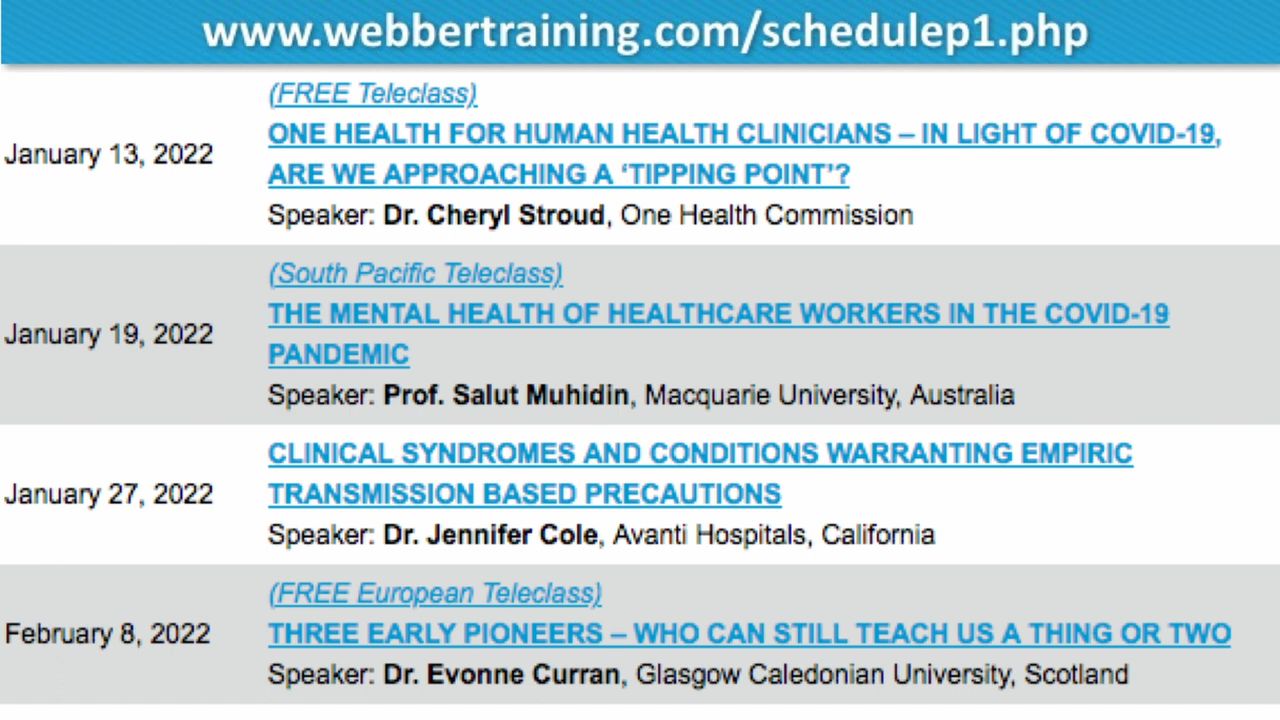 www.webbertraining.com/schedulep1.php
(FREE Teleclass)
ONE HEALTH FOR HUMAN HEALTH CLINICIANS – IN LIGHT OF COVID-19,
January 13, 2022
ARE WE APPROACHING A ‘TIPPING POINT’?
Speaker: Dr. Cheryl Stroud, One Health Commission
(South Pacific Teleclass)
THE MENTAL HEALTH OF HEALTHCARE WORKERS IN THE COVID-19
January 19, 2022
PANDEMIC
Speaker: Prof. Salut Muhidin, Macquarie University, Australia
CLINICAL SYNDROMES AND CONDITIONS WARRANTING EMPIRIC
January 27, 2022
TRANSMISSION BASED PRECAUTIONS
Speaker: Dr. Jennifer Cole, Avanti Hospitals, California
(FREE European Teleclass)
February 8, 2022
THREE EARLY PIONEERS – WHO CAN STILL TEACH US A THING OR TWO
Speaker: Dr. Evonne Curran, Glasgow Caledonian University, Scotland